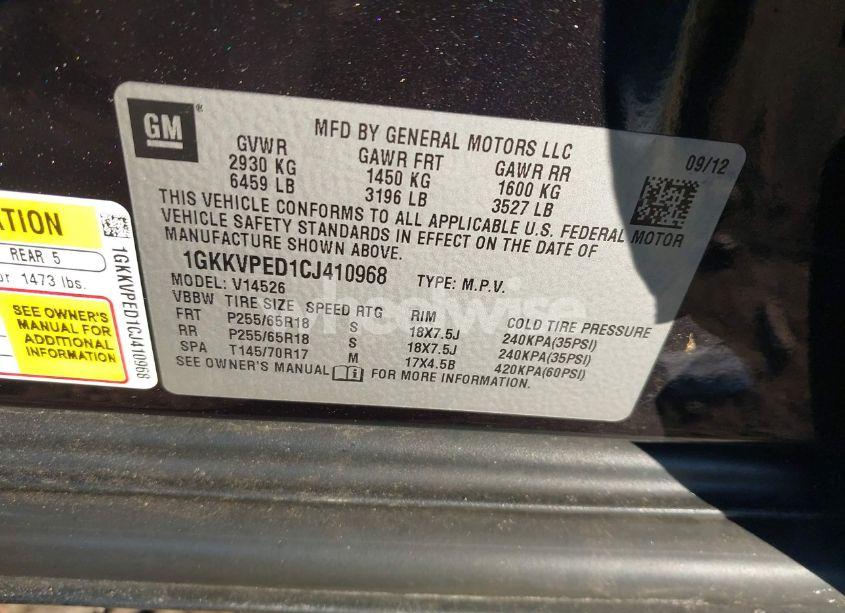 GM ®
MFD BY GENERAL MOTORS LLC
GVWR GAWR FRT GAWR RR 09/12
2930 KG 1450 KG 1600 KG
6459 LB 3196 LB 3527 LB
THIS VEHICLE CONFORMS TO ALL APPLICABLE U.S. FEDERAL MOTOR
VEHICLE SAFETY STANDARDS IN EFFECT ON THE DATE OF
MANUFACTURE SHOWN ABOVE.
1GKKVPED1CJ410968 TYPE: M.P.V.
MODEL: V14526
VBBW TIRE SIZE SPEED RTG RIM COLD TIRE PRESSURE
FRT P255/65R18 S 18X7.5J 240KPA(35PSI)
RR P255/65R18 S 18X7.5J 240KPA(35PSI)
SPA T145/70R17 M 17X4.5B 420KPA(60PSI)
SEE OWNER'S MANUAL FOR MORE INFORMATION.
REAR 5
1473 lbs.
SEE OWNER'S
MANUAL FOR
ADDITIONAL
INFORMATION
1GKKVPED1CJ410968